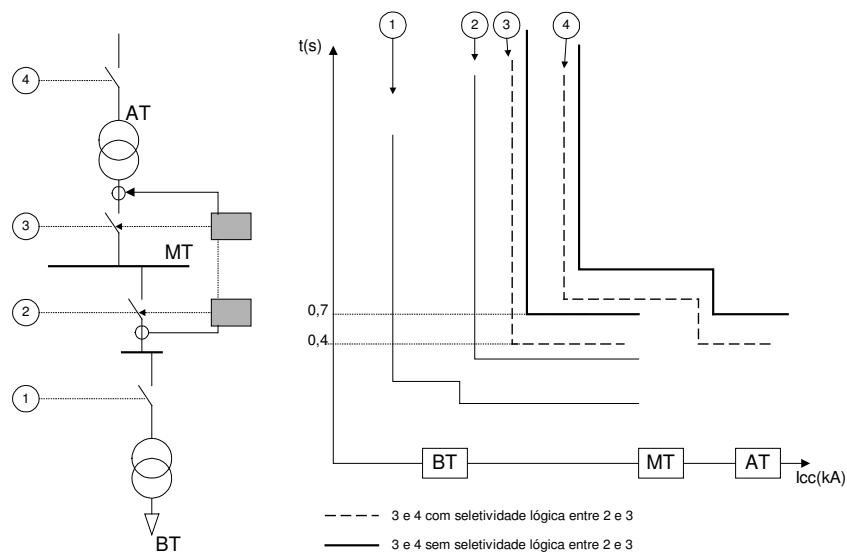 4
AT
3
MT
2
1
BT
t(s)
1
2
3
4
0,7
0,4
BT
MT
AT
Icc(kA)
3 e 4 com seletividade lógica entre 2 e 3
3 e 4 sem seletividade lógica entre 2 e 3